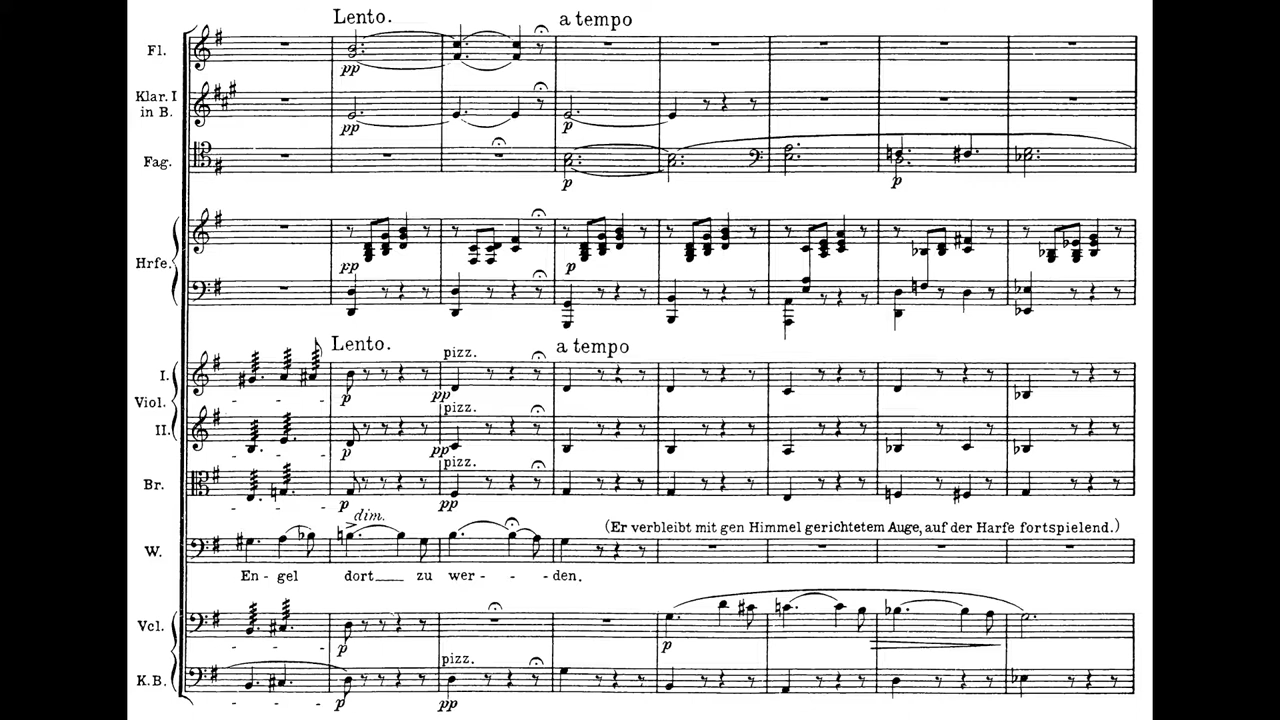 Lento.
a tempo
Fl.
pp
Klar. I
in B.
pp
p
Fag.
p
p
Hrfe.
pp
p
Lento.
pizz.
a tempo
I.
p
pp
Viol.
pizz.
II.
p
pp
pizz.
Br.
p
pp
dim.
(Er verbleibt mit gen Himmel gerichtetem Auge, auf der Harfe fortspielend.)
W.
En - gel dort___ zu wer - - - den.
Vcl.
p
p
pizz.
K.B.
p
pp